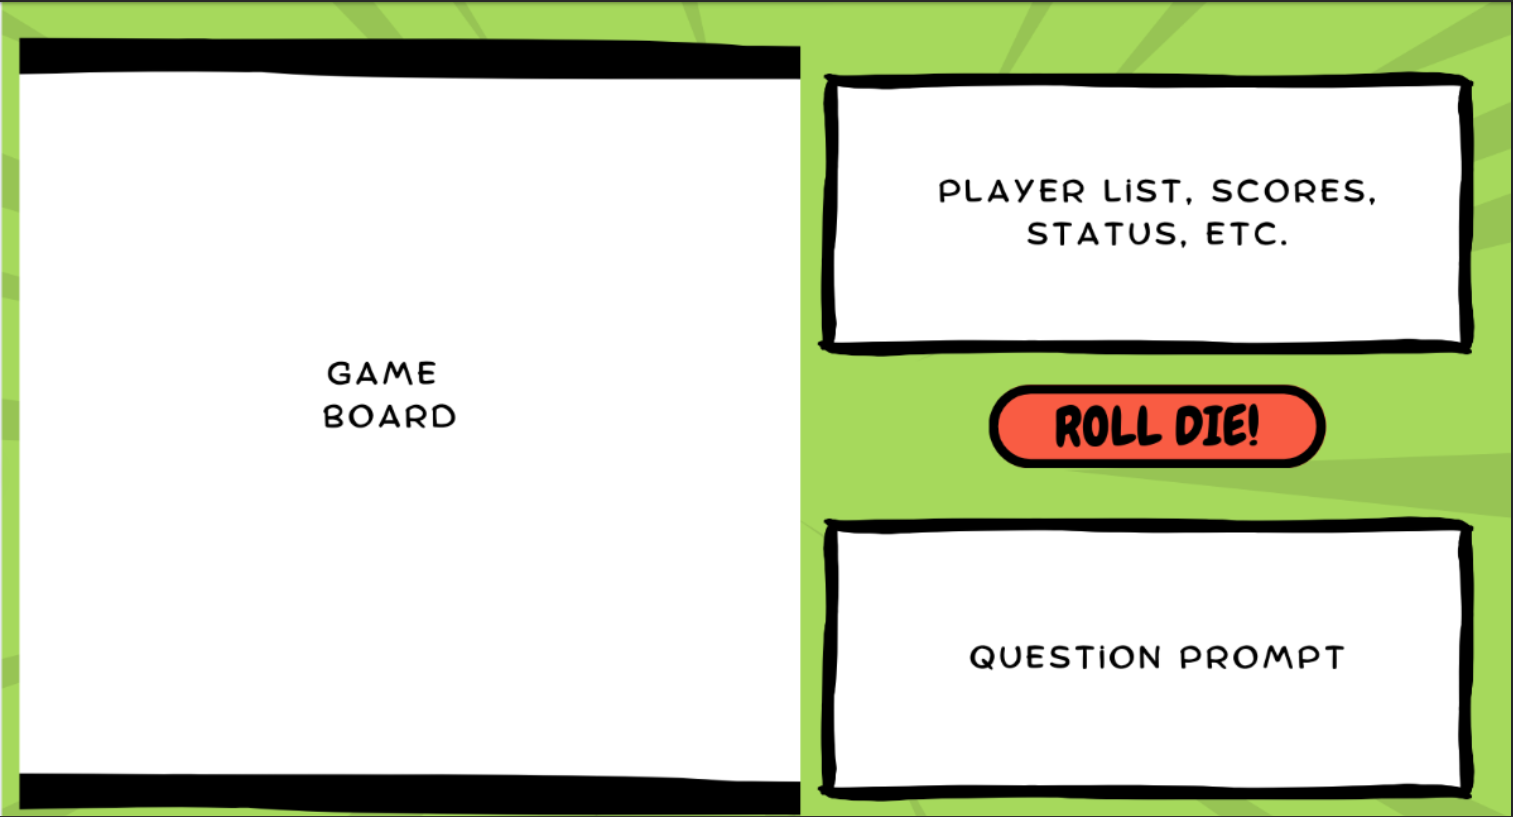 GAME
BOARD
PLAYER LIST, SCORES,
STATUS, ETC.
ROLL DIE!
QUESTION PROMPT